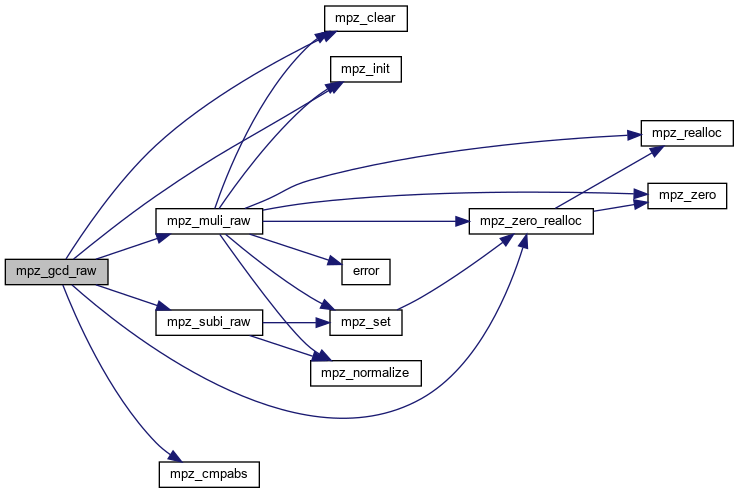 mpz_clear
mpz_init
mpz_realloc
mpz_zero
mpz_muli_raw
mpz_zero_realloc
mpz_gcd_raw
error
mpz_subi_raw
mpz_set
mpz_normalize
mpz_cmpabs